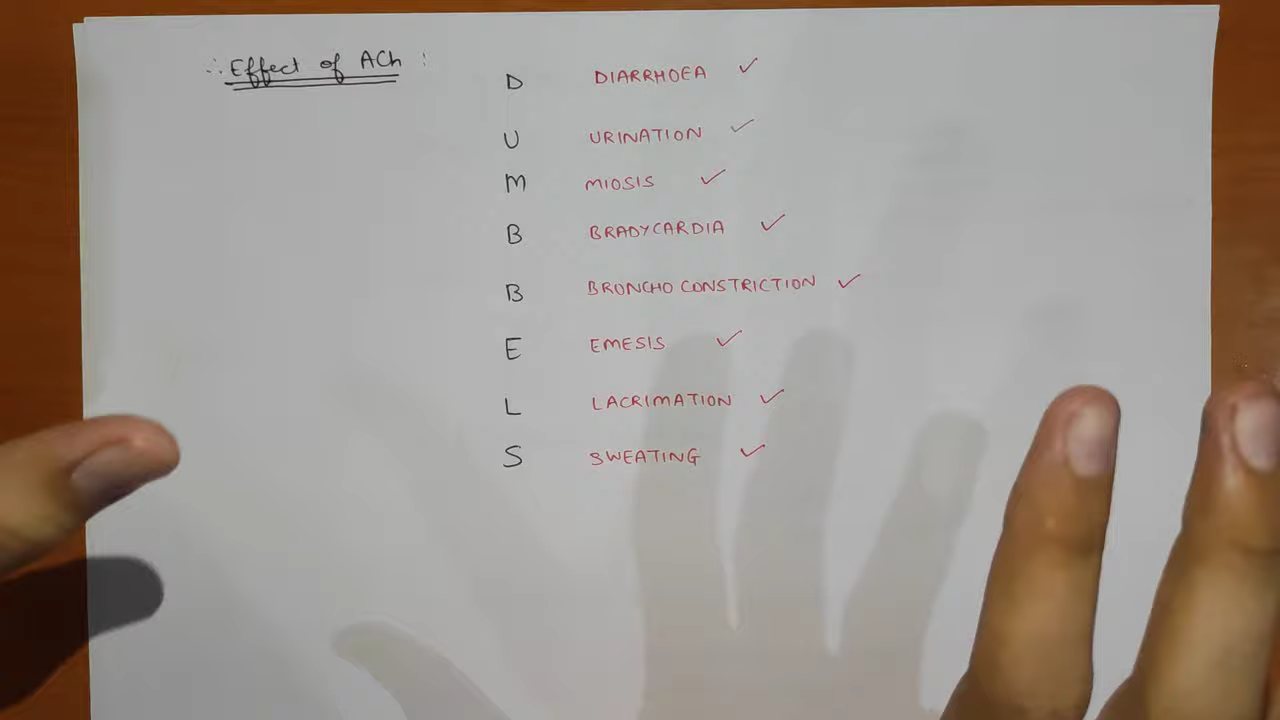 ∴ Effect of ACh :
D DIARRHOEA ✓
U URINATION ✓
M MIOSIS ✓
B BRADYCARDIA ✓
B BRONCHO CONSTRICTION ✓
E EMESIS ✓
L LACRIMATION ✓
S SWEATING ✓